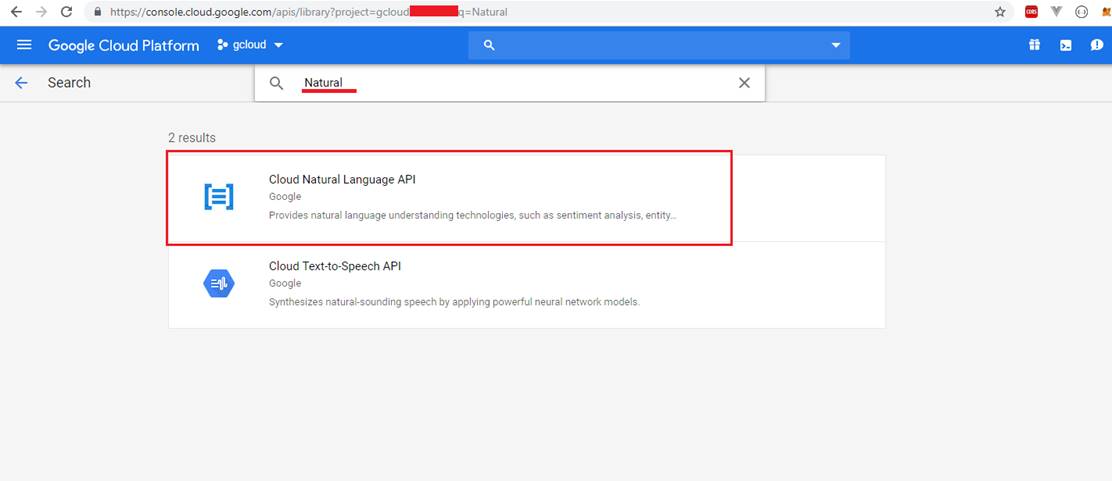 https://console.cloud.google.com/apis/library?project=gcloud q=Natural
CORS
Google Cloud Platform gcloud
Search
Natural
2 results
Cloud Natural Language API
Google
Provides natural language understanding technologies, such as sentiment analysis, entity...
Cloud Text-to-Speech API
Google
Synthesizes natural-sounding speech by applying powerful neural network models.